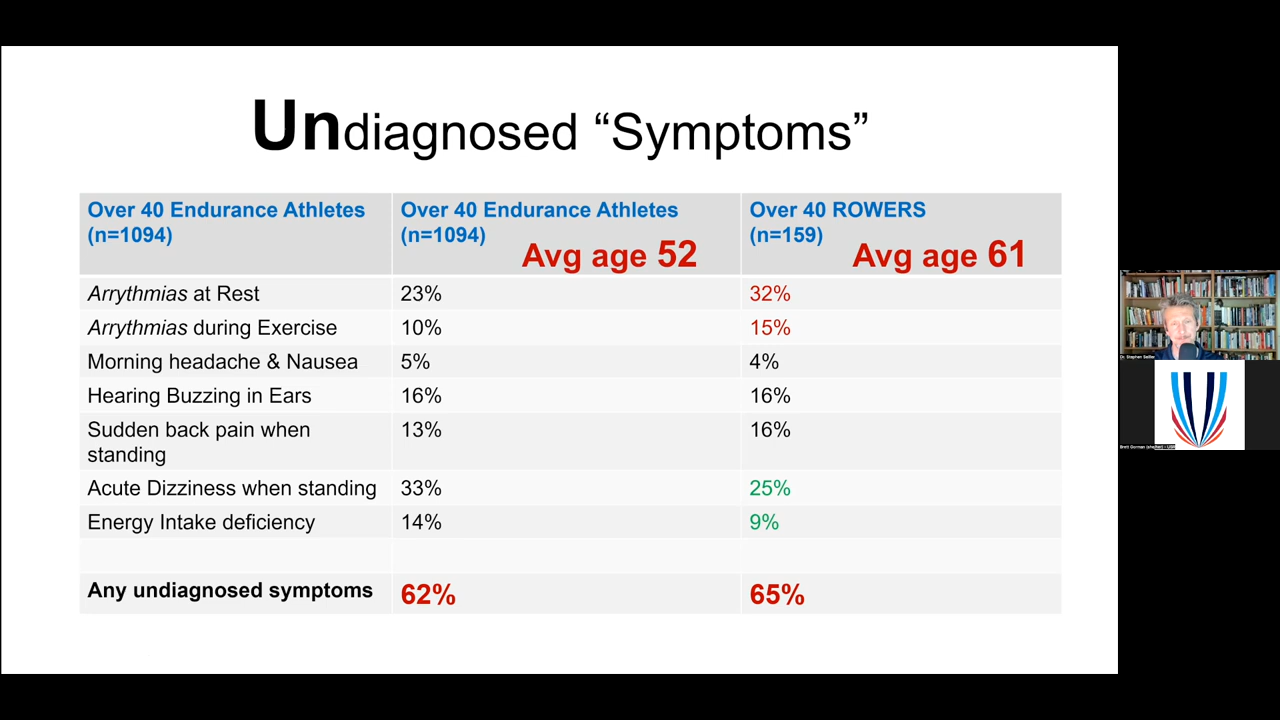 Undiagnosed “Symptoms”
Over 40 Endurance Athletes
(n=1094)
Over 40 Endurance Athletes
(n=1094)
Avg age 52
Over 40 ROWERS
(n=159)
Avg age 61
Arrythmias at Rest 23% 32%
Arrythmias during Exercise 10% 15%
Morning headache & Nausea 5% 4%
Hearing Buzzing in Ears 16% 16%
Sudden back pain when
standing
13% 16%
Acute Dizziness when standing 33% 25%
Energy Intake deficiency 14% 9%
Any undiagnosed symptoms 62% 65%
Dr. Stephen Seiler